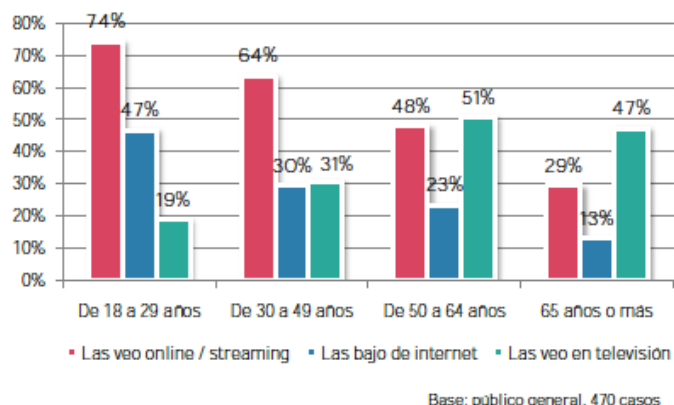 80%
70%
60%
50%
40%
30%
20%
10%
0%
74%
47%
19%
64%
30%
31%
48%
23%
51%
29%
13%
47%
De 18 a 29 años
De 30 a 49 años
De 50 a 64 años
65 años o más
Las veo online / streaming
Las bajo de internet
Las veo en televisión
Base: público general. 470 casos